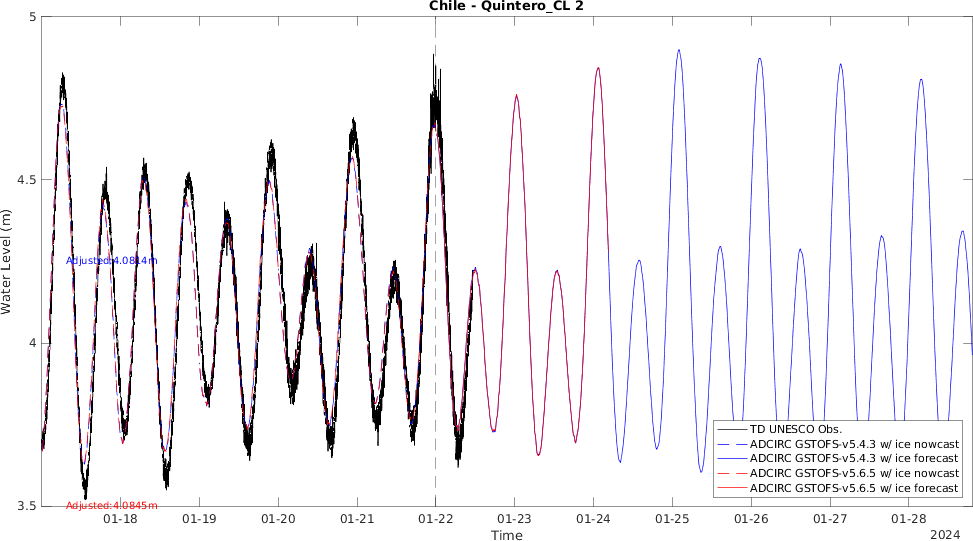 Chile - Quintero_CL 2
5
4.5
4
3.5
Water Level (m)
Adjusted:4.0814m
Adjusted:4.0845m
TD UNESCO Obs.
ADCIRC GSTOFS-v5.4.3 w/ ice nowcast
ADCIRC GSTOFS-v5.4.3 w/ ice forecast
ADCIRC GSTOFS-v5.6.5 w/ ice nowcast
ADCIRC GSTOFS-v5.6.5 w/ ice forecast
01-18 01-19 01-20 01-21 01-22 01-23 01-24 01-25 01-26 01-27 01-28
Time
2024